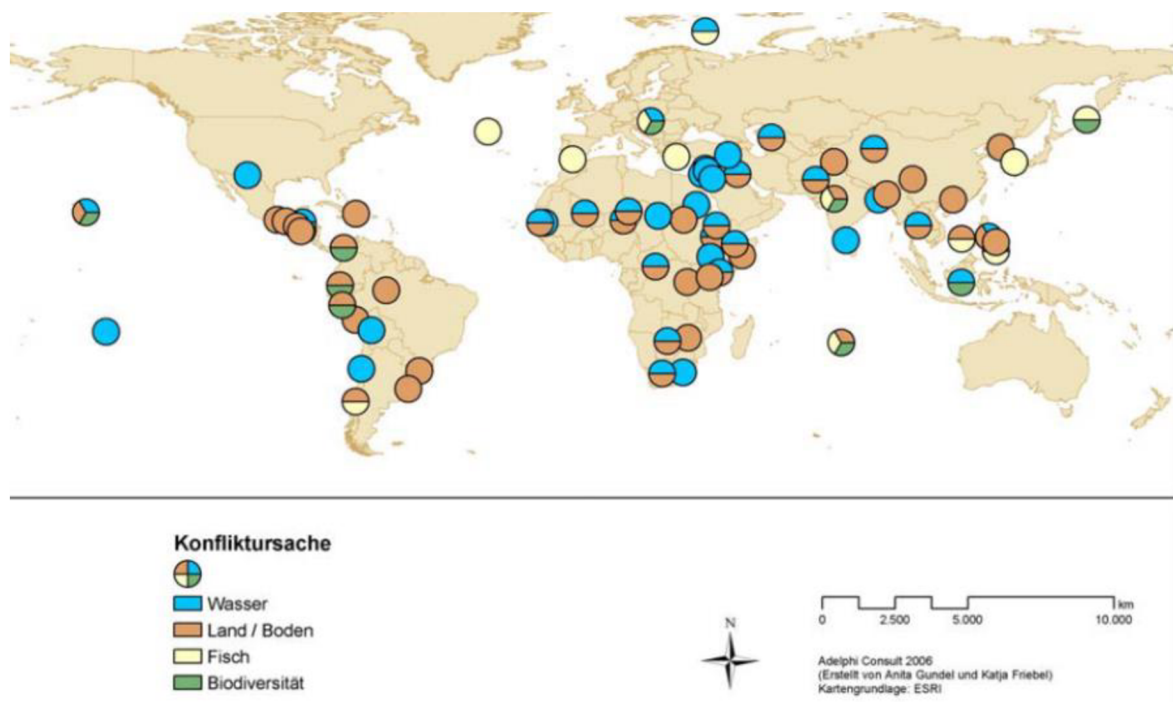 Konfliktursache
Wasser
Land / Boden
Fisch
Biodiversität
N
km
0 2.500 5.000 10.000
Adelphi Consult 2006
(Erstellt von Anita Gundel und Katja Friebel)
Kartengrundlage: ESRI